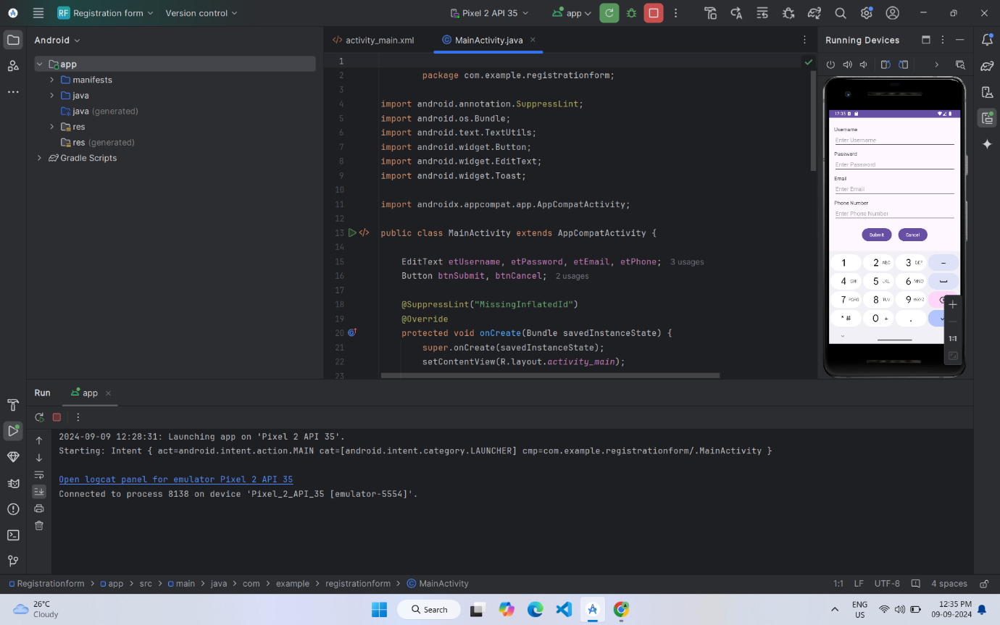 RF Registration form Version control Pixel 2 API 35 app
Android
app
manifests
java
java (generated)
res
res (generated)
Gradle Scripts
activity_main.xml MainActivity.java
1
2 package com.example.registrationform;
3
4 import android.annotation.SuppressLint;
5 import android.os.Bundle;
6 import android.text.TextUtils;
7 import android.widget.Button;
8 import android.widget.EditText;
9 import android.widget.Toast;
10
11 import androidx.appcompat.app.AppCompatActivity;
12
13 public class MainActivity extends AppCompatActivity {
14
15 EditText etUsername, etPassword, etEmail, etPhone; 3 usages
16 Button btnSubmit, btnCancel; 2 usages
17
18 @SuppressLint("MissingInflatedId")
19 @Override
20 protected void onCreate(Bundle savedInstanceState) {
21 super.onCreate(savedInstanceState);
22 setContentView(R.layout.activity_main);
23
Running Devices
12:35
Username
Enter Username
Password
Enter Password
Email
Enter Email
Phone Number
Enter Phone Number
Submit Cancel
1 2 ABC 3 DEF –
4 GHI 5 JKL 6 MNO
7 PQRS 8 TUV 9 WXYZ
* # 0 + .
1:1
Run app
2024-09-09 12:28:31: Launching app on 'Pixel 2 API 35'.
Starting: Intent { act=android.intent.action.MAIN cat=[android.intent.category.LAUNCHER] cmp=com.example.registrationform/.MainActivity }
Open logcat panel for emulator Pixel 2 API 35
Connected to process 8138 on device 'Pixel_2_API_35 [emulator-5554]'.
Registrationform > app > src > main > java > com > example > registrationform > MainActivity 1:1 LF UTF-8 4 spaces
26°C
Cloudy
Search
ENG
US
12:35 PM
09-09-2024